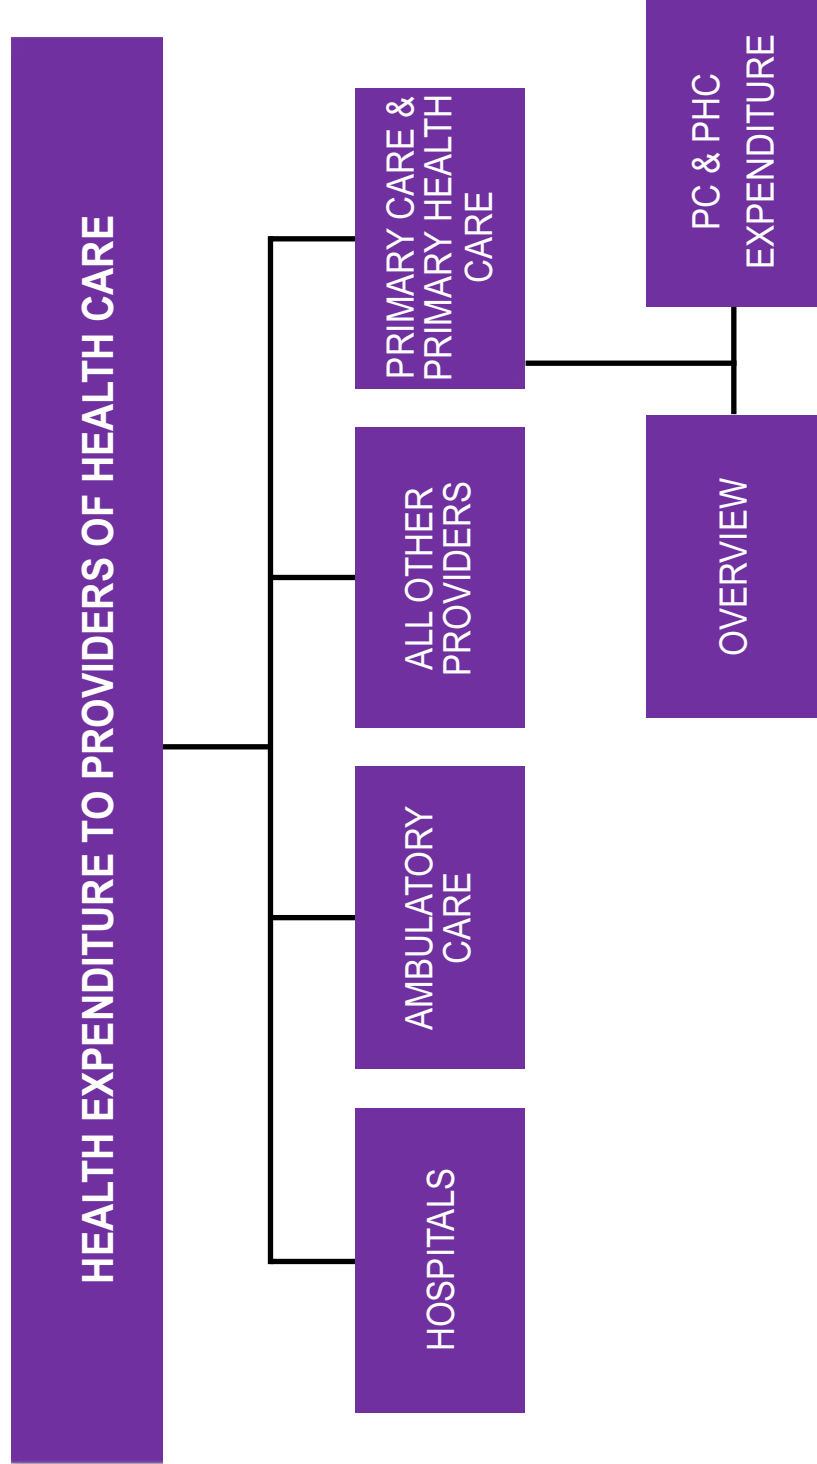 HEALTH EXPENDITURE TO PROVIDERS OF HEALTH CARE
HOSPITALS
AMBULATORY
CARE
ALL OTHER
PROVIDERS
PRIMARY CARE &
PRIMARY HEALTH
CARE
OVERVIEW
PC & PHC
EXPENDITURE